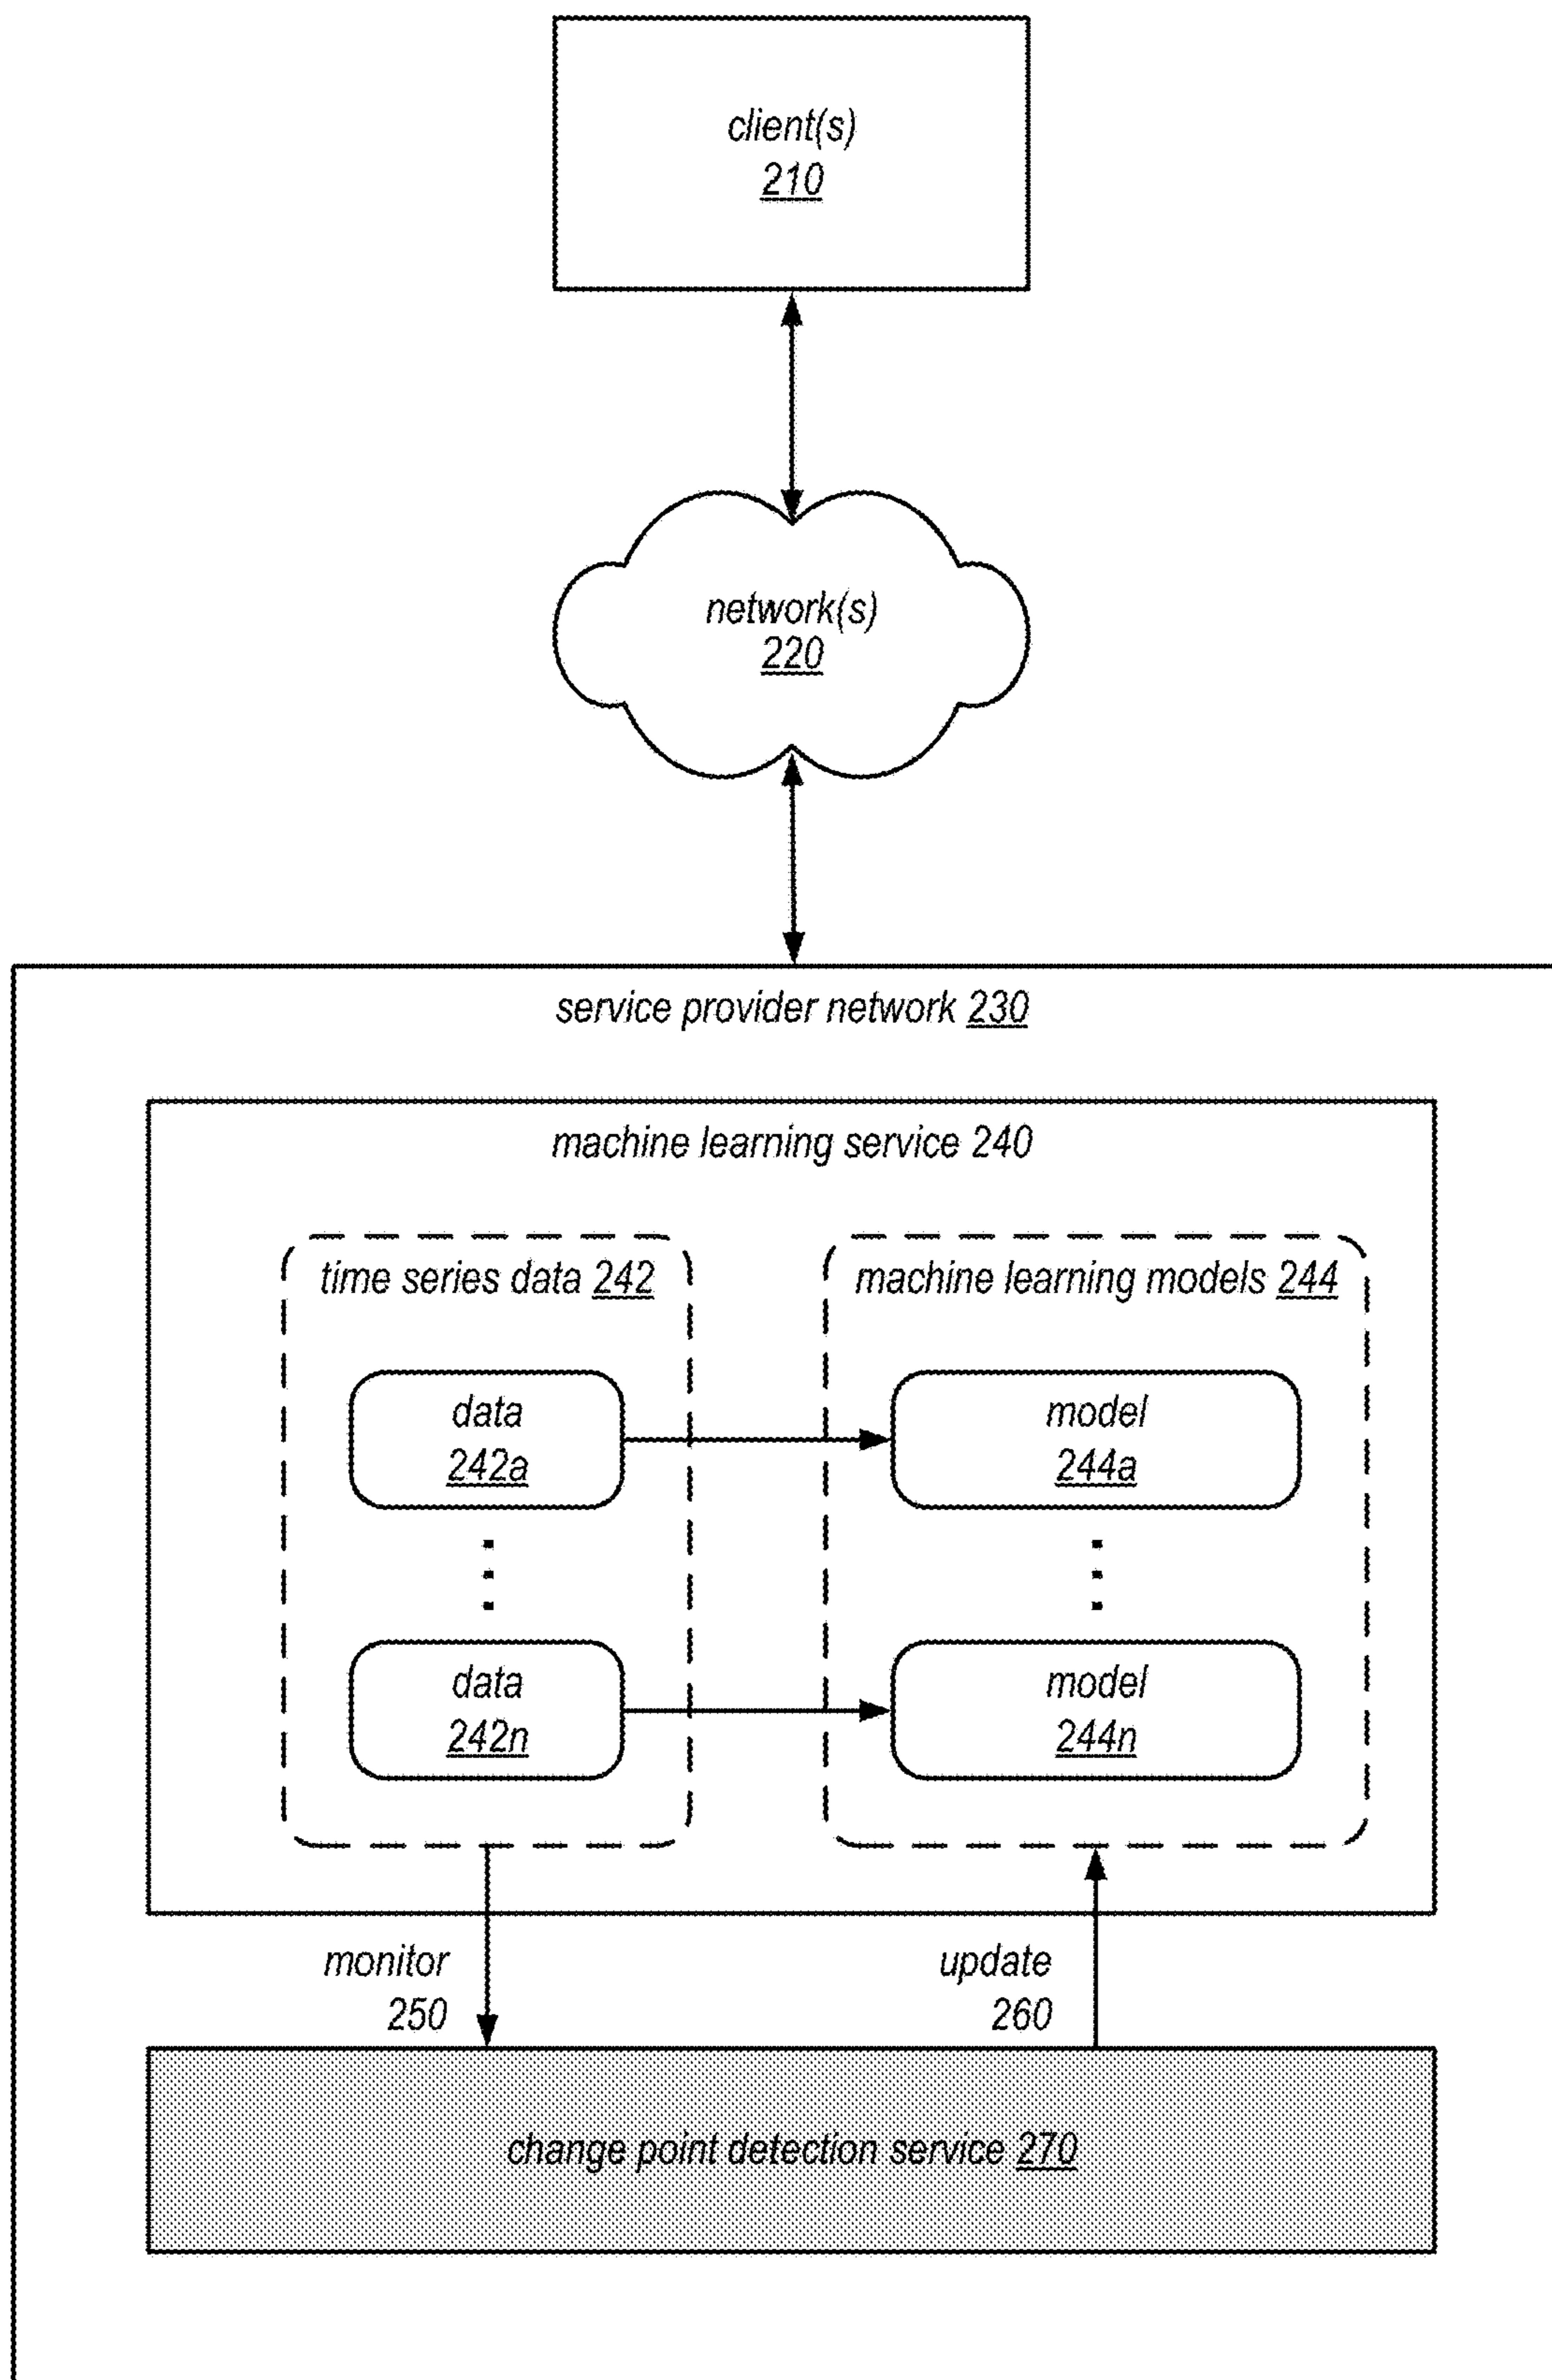 client(s)
210
network(s)
220
service provider network 230
machine learning service 240
time series data 242
machine learning models 244
data
242a
model
244a
data
242n
model
244n
monitor
250
update
260
change point detection service 270